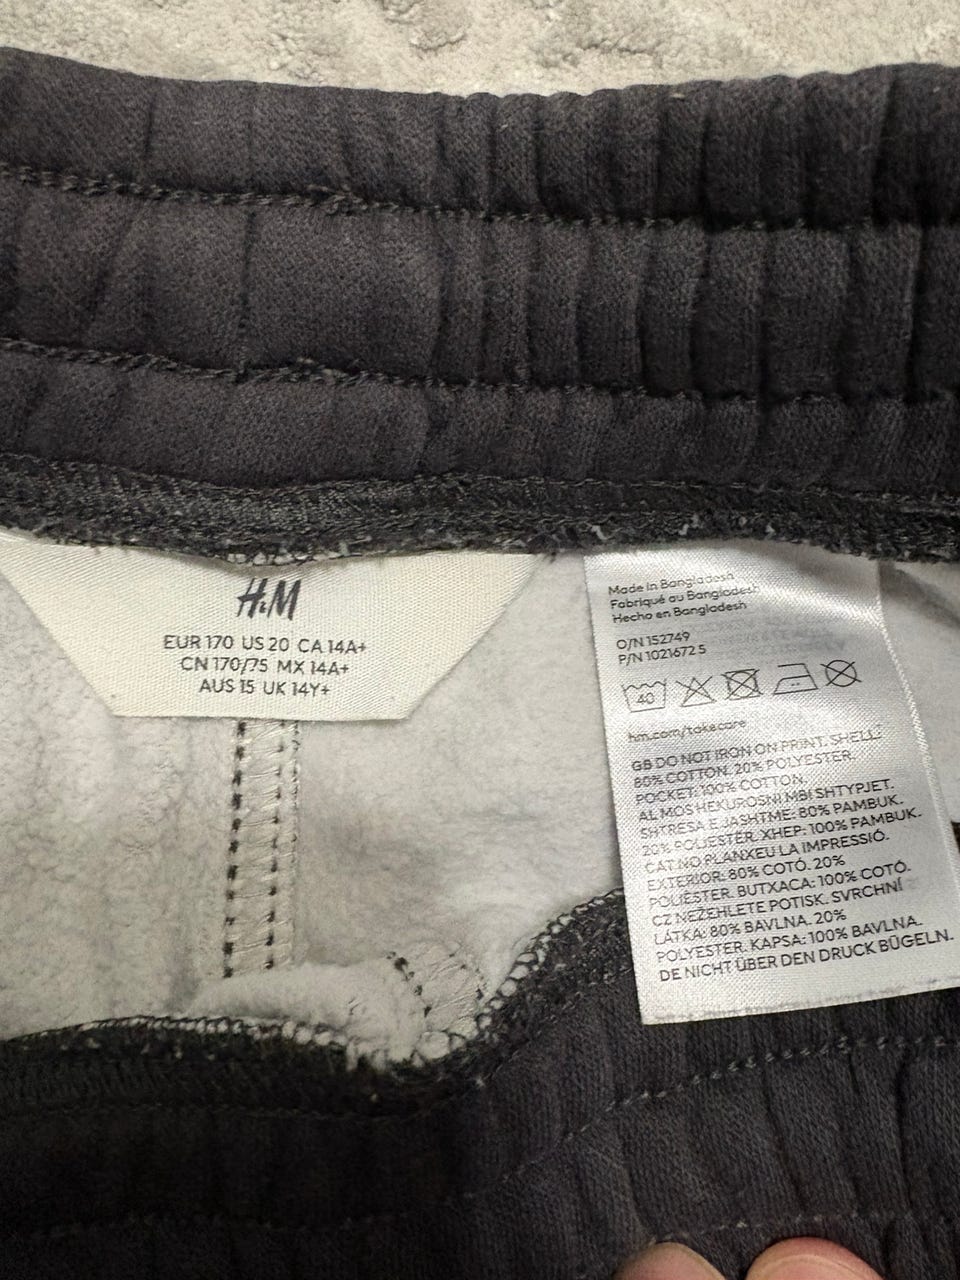 H&M
EUR 170 US 20 CA 14A+
CN 170/75 MX 14A+
AUS 15 UK 14Y+
Made in Bangladesh
Fabriqué au Bangladesh
Hecho en Bangladesh
O/N 152749
P/N 1021672 5
40
hm.com/takecare
GB DO NOT IRON ON PRINT. SHELL:
80% COTTON. 20% POLYESTER.
POCKET: 100% COTTON.
AL MOS HEKUROSNI MBI SHTYPJET.
SHTRESA E JASHTME: 80% PAMBUK.
20% POLIESTER. XHEP: 100% PAMBUK.
CAT NO PLANXEU LA IMPRESSIÓ.
EXTERIOR: 80% COTÓ. 20%
POLIÈSTER. BUTXACA: 100% COTÓ.
CZ NEŽEHLETE POTISK. SVRCHNÍ
LÁTKA: 80% BAVLNA. 20%
POLYESTER. KAPSA: 100% BAVLNA.
DE NICHT ÜBER DEN DRUCK BÜGELN.